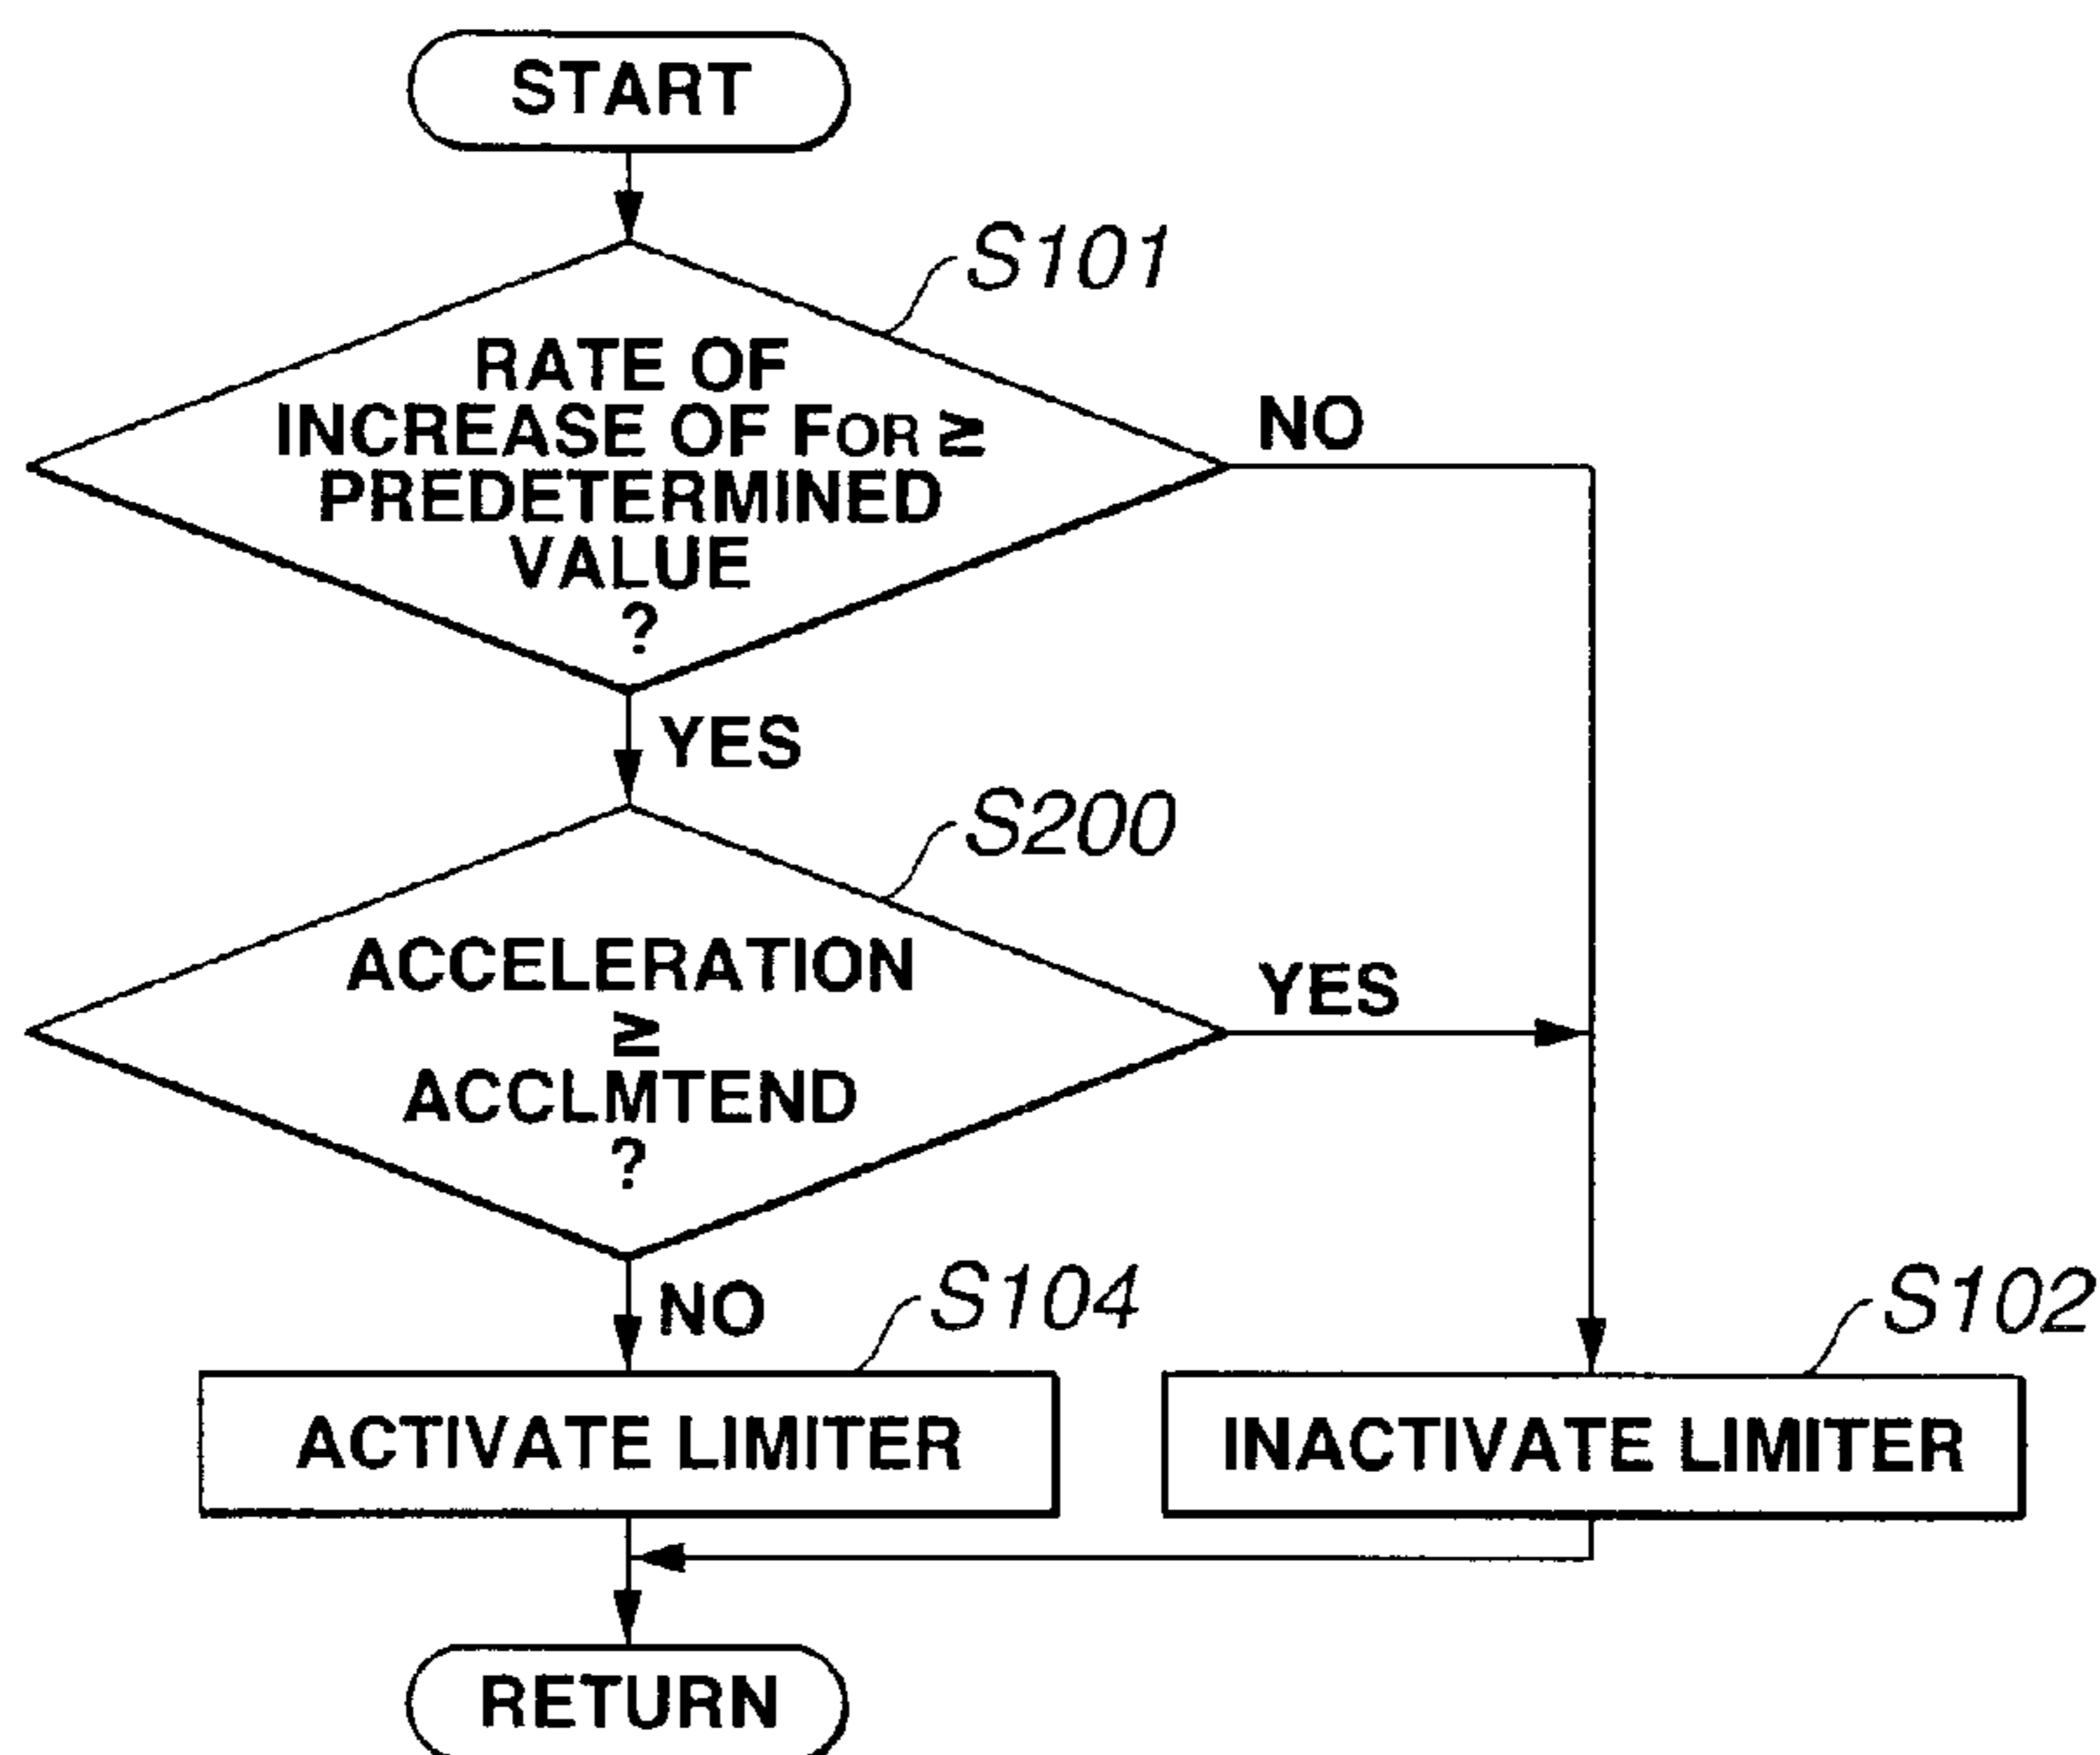 START
S101
RATE OF
INCREASE OF FOR ≥
PREDETERMINED
VALUE
?
NO
YES
S200
ACCELERATION
≥
ACCLMTEND
?
YES
NO
S104
S102
ACTIVATE LIMITER
INACTIVATE LIMITER
RETURN